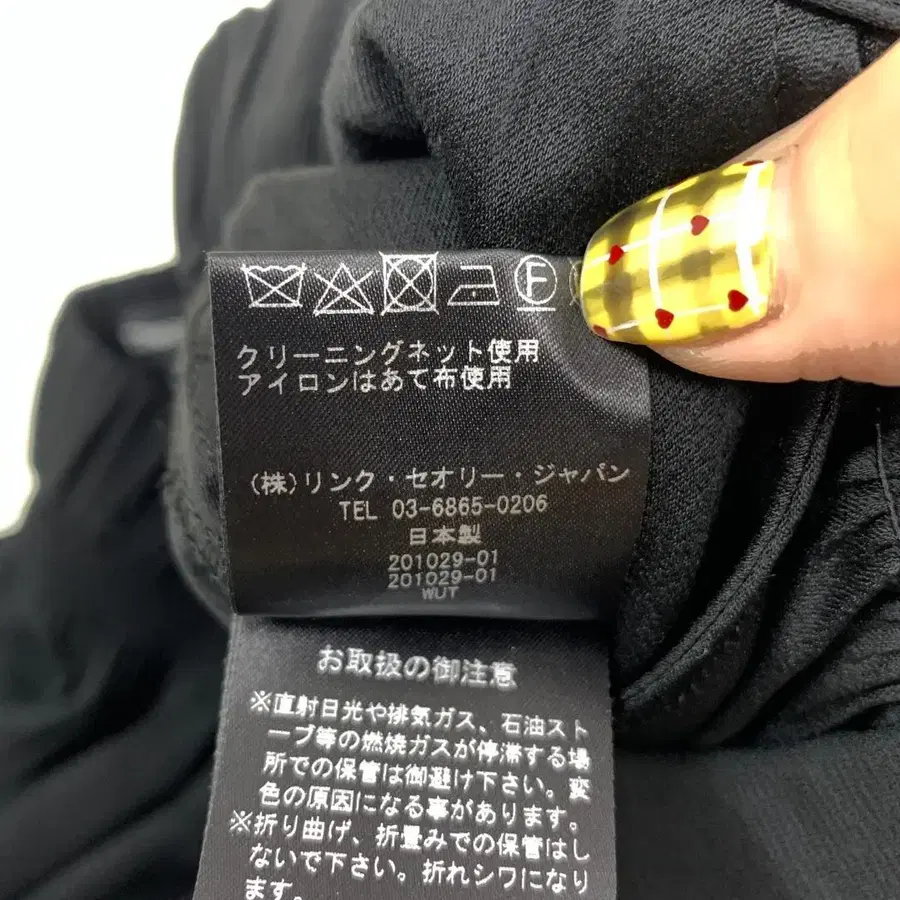 F
クリーニングネット使用
アイロンはあて布使用
(株)リンク・セオリー・ジャパン
TEL 03-6865-0206
日本製
201029-01
201029-01
WUT
お取扱の御注意
※直射日光や排気ガス、石油スト
ーブ等の燃焼ガスが停滞する場
所での保管は御避け下さい。変
色の原因になる事があります。
※折り曲げ、折畳みでの保管はし
ないで下さい。折れシワになり
ます。